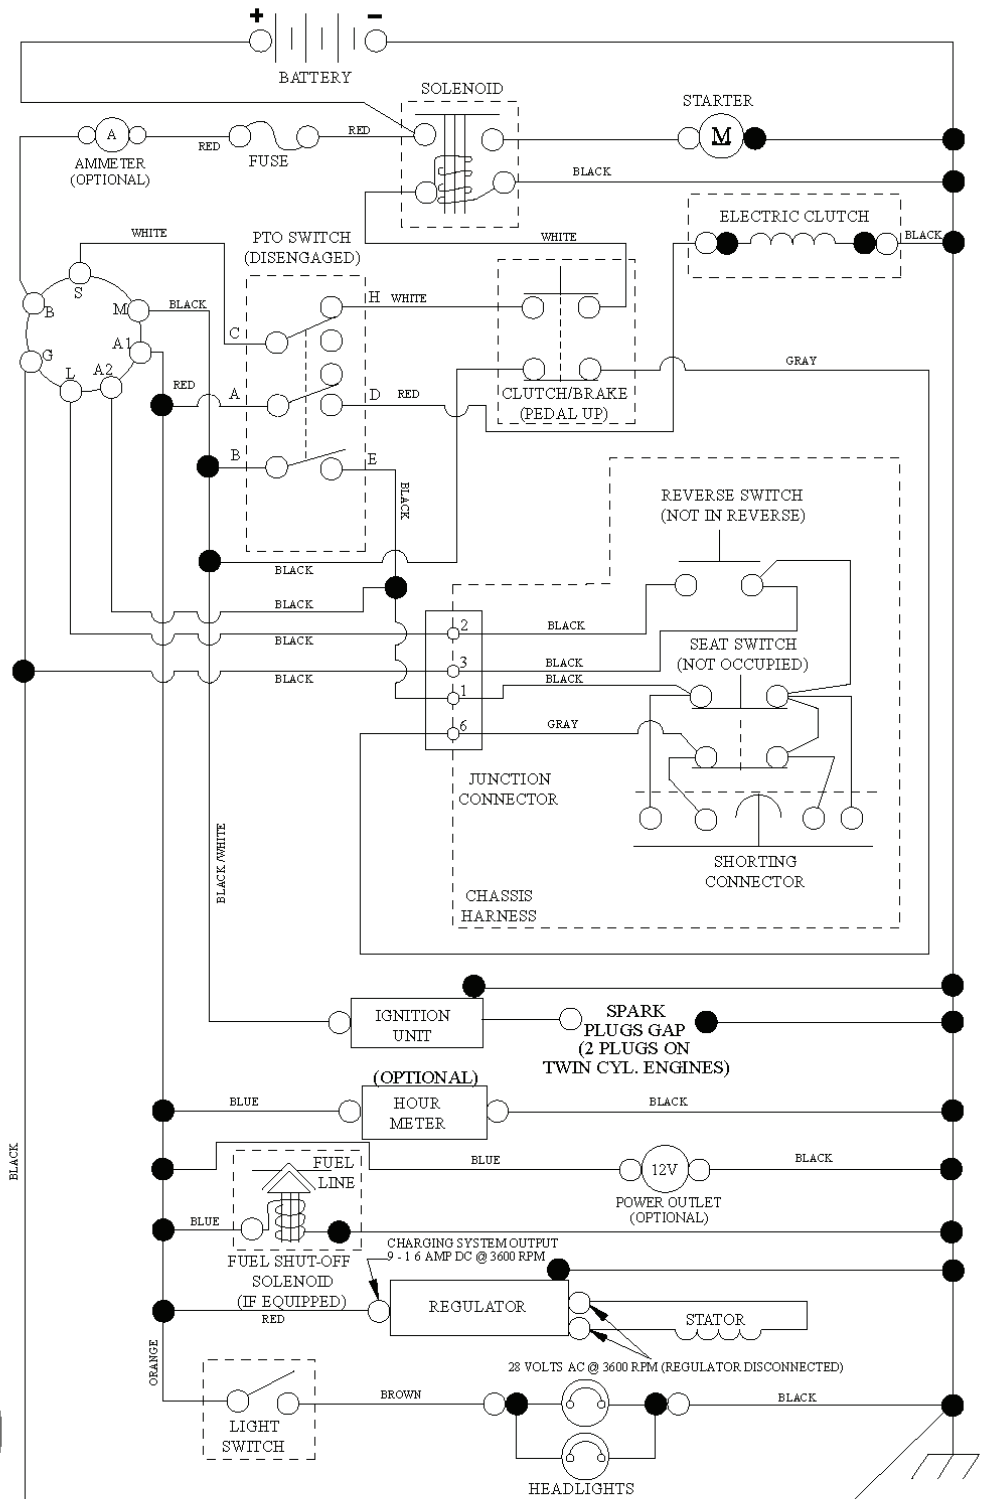 + −
BATTERY
SOLENOID
STARTER
A
RED
FUSE
RED
M
AMMETER
(OPTIONAL)
BLACK
ELECTRIC CLUTCH
BLACK
WHITE
PTO SWITCH
(DISENGAGED)
WHITE
S
B
M
BLACK
H WHITE
C
G
A1
L
A2
RED
A
D RED
GRAY
CLUTCH/BRAKE
(PEDAL UP)
B
E
BLACK
REVERSE SWITCH
(NOT IN REVERSE)
BLACK
BLACK
2
BLACK
BLACK
SEAT SWITCH
(NOT OCCUPIED)
3
BLACK
BLACK
BLACK
1
6
GRAY
JUNCTION
CONNECTOR
BLACK/WHITE
SHORTING
CONNECTOR
CHASSIS
HARNESS
IGNITION
UNIT
SPARK
PLUGS GAP
(2 PLUGS ON
TWIN CYL. ENGINES)
(OPTIONAL)
BLUE
HOUR
METER
BLACK
BLACK
FUEL
LINE
BLUE
12V
BLACK
POWER OUTLET
(OPTIONAL)
BLUE
FUEL SHUT-OFF
SOLENOID
(IF EQUIPPED)
CHARGING SYSTEM OUTPUT
9 - 1 6 AMP DC @ 3600 RPM
RED
REGULATOR
STATOR
28 VOLTS AC @ 3600 RPM (REGULATOR DISCONNECTED)
ORANGE
BROWN
BLACK
LIGHT
SWITCH
HEADLIGHTS